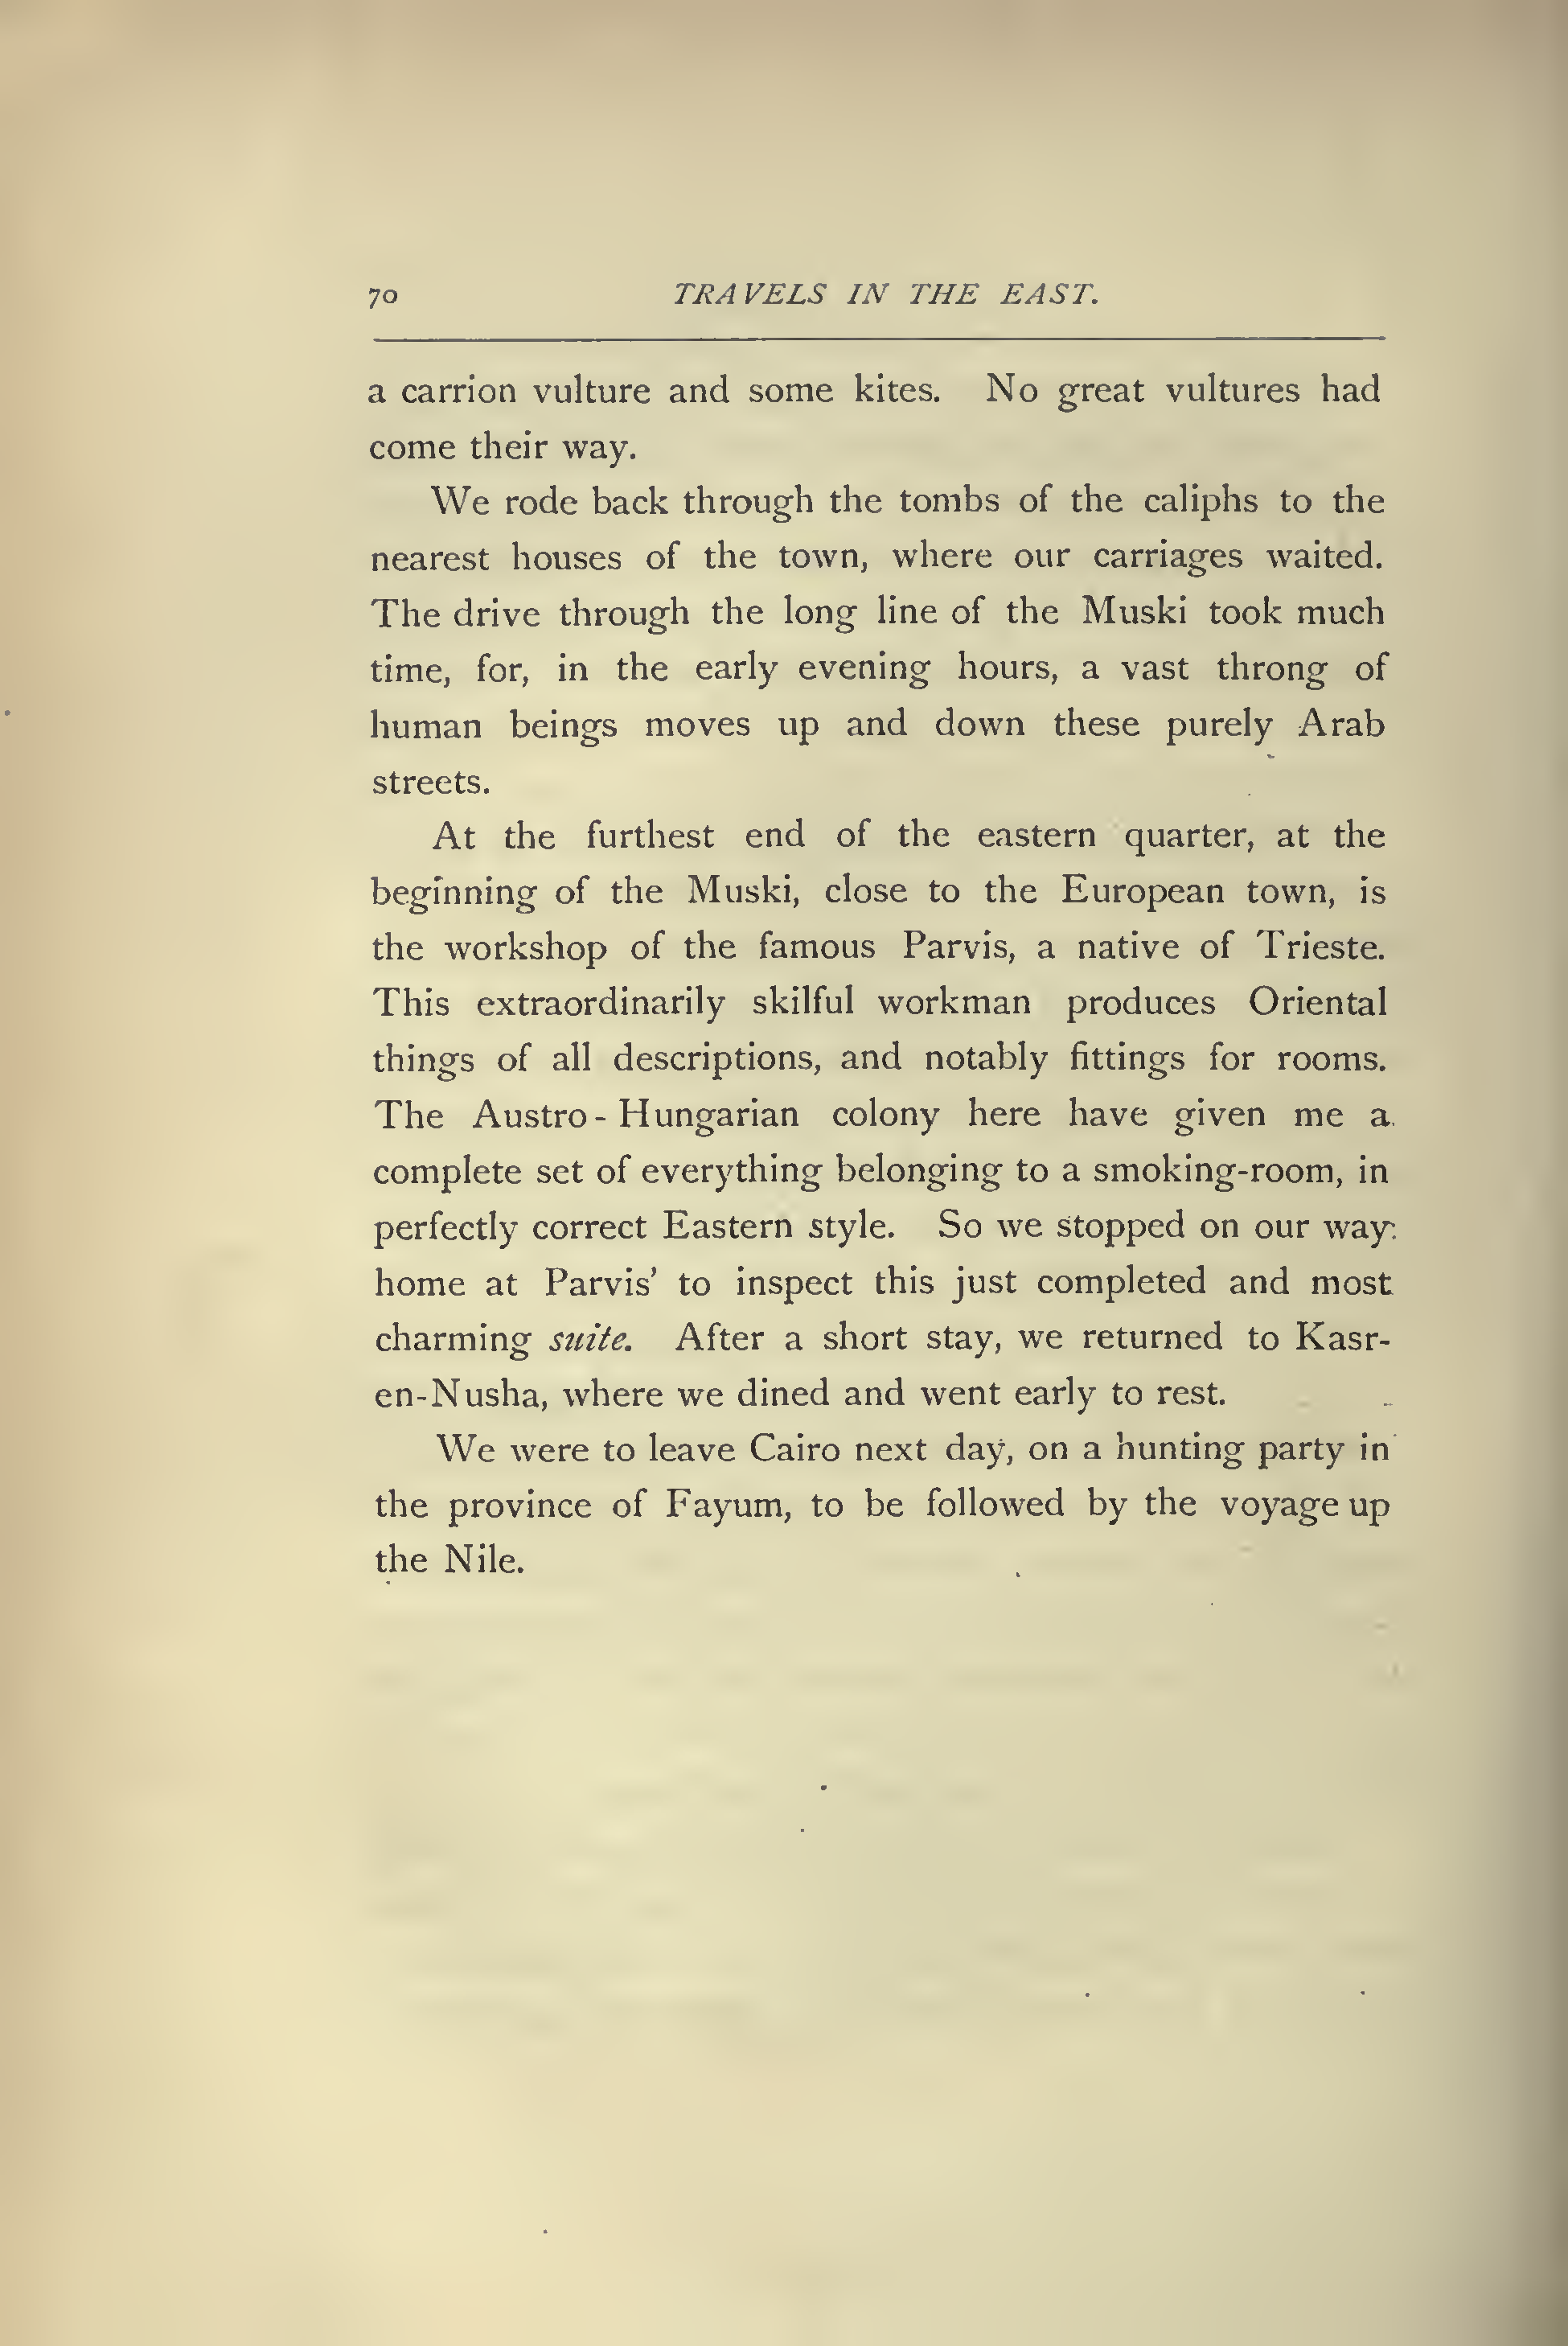 70 TRAVELS IN THE EAST.
a carrion vulture and some kites. No great vultures had
come their way.
We rode back through the tombs of the caliphs to the
nearest houses of the town, where our carriages waited.
The drive through the long line of the Muski took much
time, for, in the early evening hours, a vast throng of
human beings moves up and down these purely Arab
streets.
At the furthest end of the eastern quarter, at the
beginning of the Muski, close to the European town, is
the workshop of the famous Parvis, a native of Trieste.
This extraordinarily skilful workman produces Oriental
things of all descriptions, and notably fittings for rooms.
The Austro-Hungarian colony here have given me a
complete set of everything belonging to a smoking-room, in
perfectly correct Eastern style. So we stopped on our way
home at Parvis' to inspect this just completed and most
charming suite. After a short stay, we returned to Kasr-
en-Nusha, where we dined and went early to rest.
We were to leave Cairo next day, on a hunting party in
the province of Fayum, to be followed by the voyage up
the Nile.